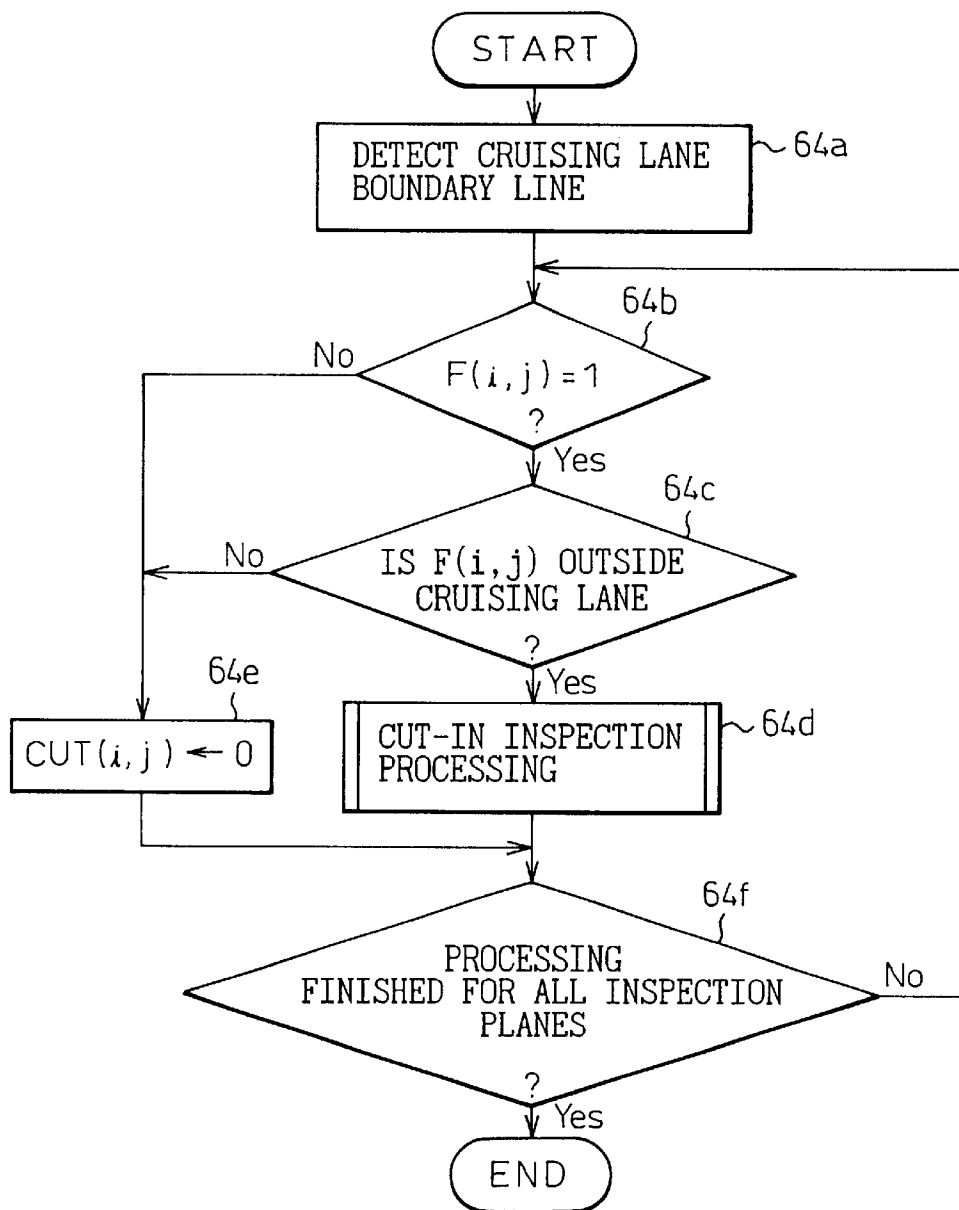 START
DETECT CRUISING LANE
BOUNDARY LINE
64a
64b
No
F(i,j)=1
?
Yes
64c
No
IS F(i,j) OUTSIDE
CRUISING LANE
?
Yes
64e
CUT(i,j) ← 0
CUT-IN INSPECTION
PROCESSING
64d
64f
PROCESSING
FINISHED FOR ALL INSPECTION
PLANES
No
?
Yes
END